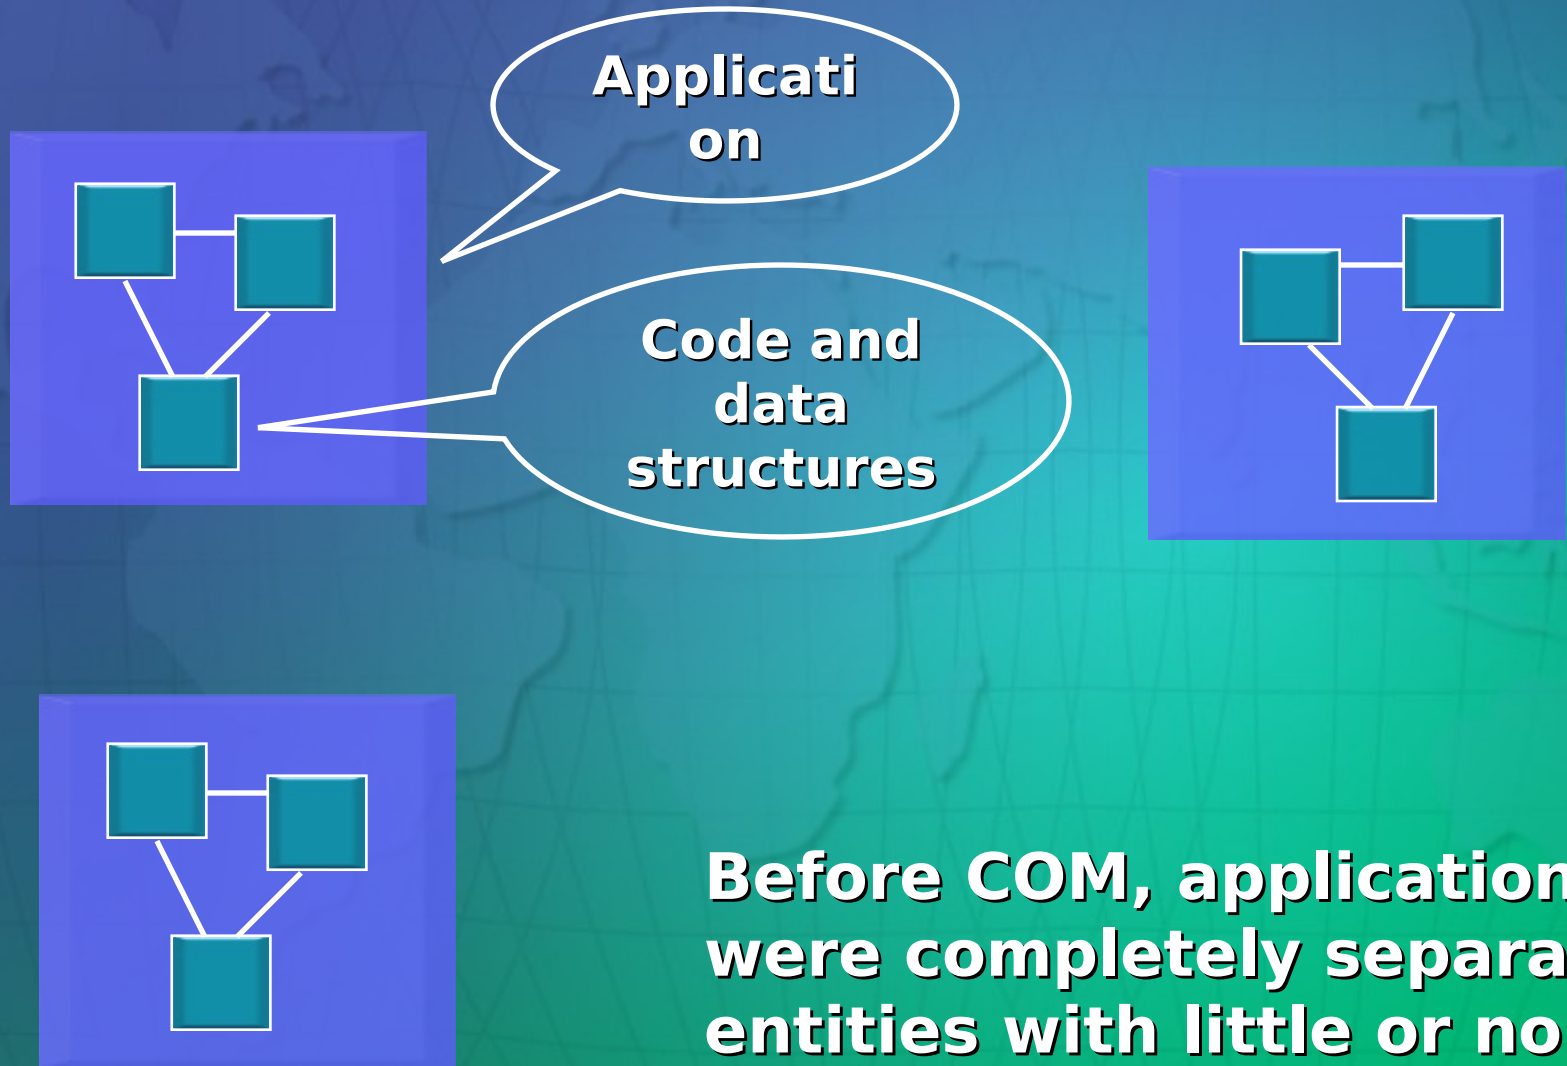 Applicati
on
Code and
data
structures
Before COM, application
were completely separa
entities with little or no